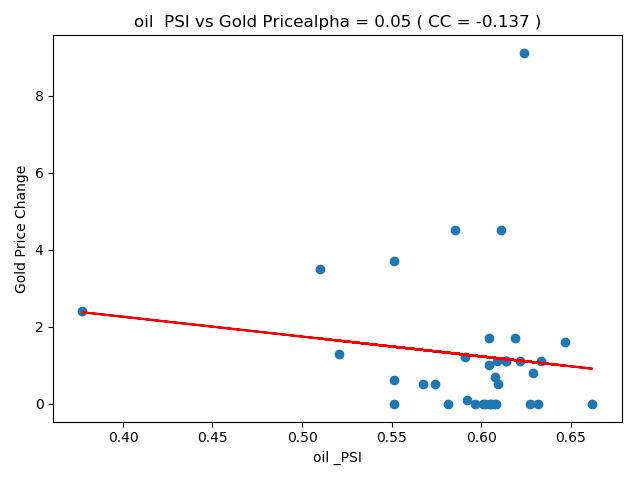 oil  PSI vs Gold Pricealpha = 0.05 ( CC = -0.137 )
Gold Price Change
8
6
4
2
0
0.40 0.45 0.50 0.55 0.60 0.65
oil _PSI